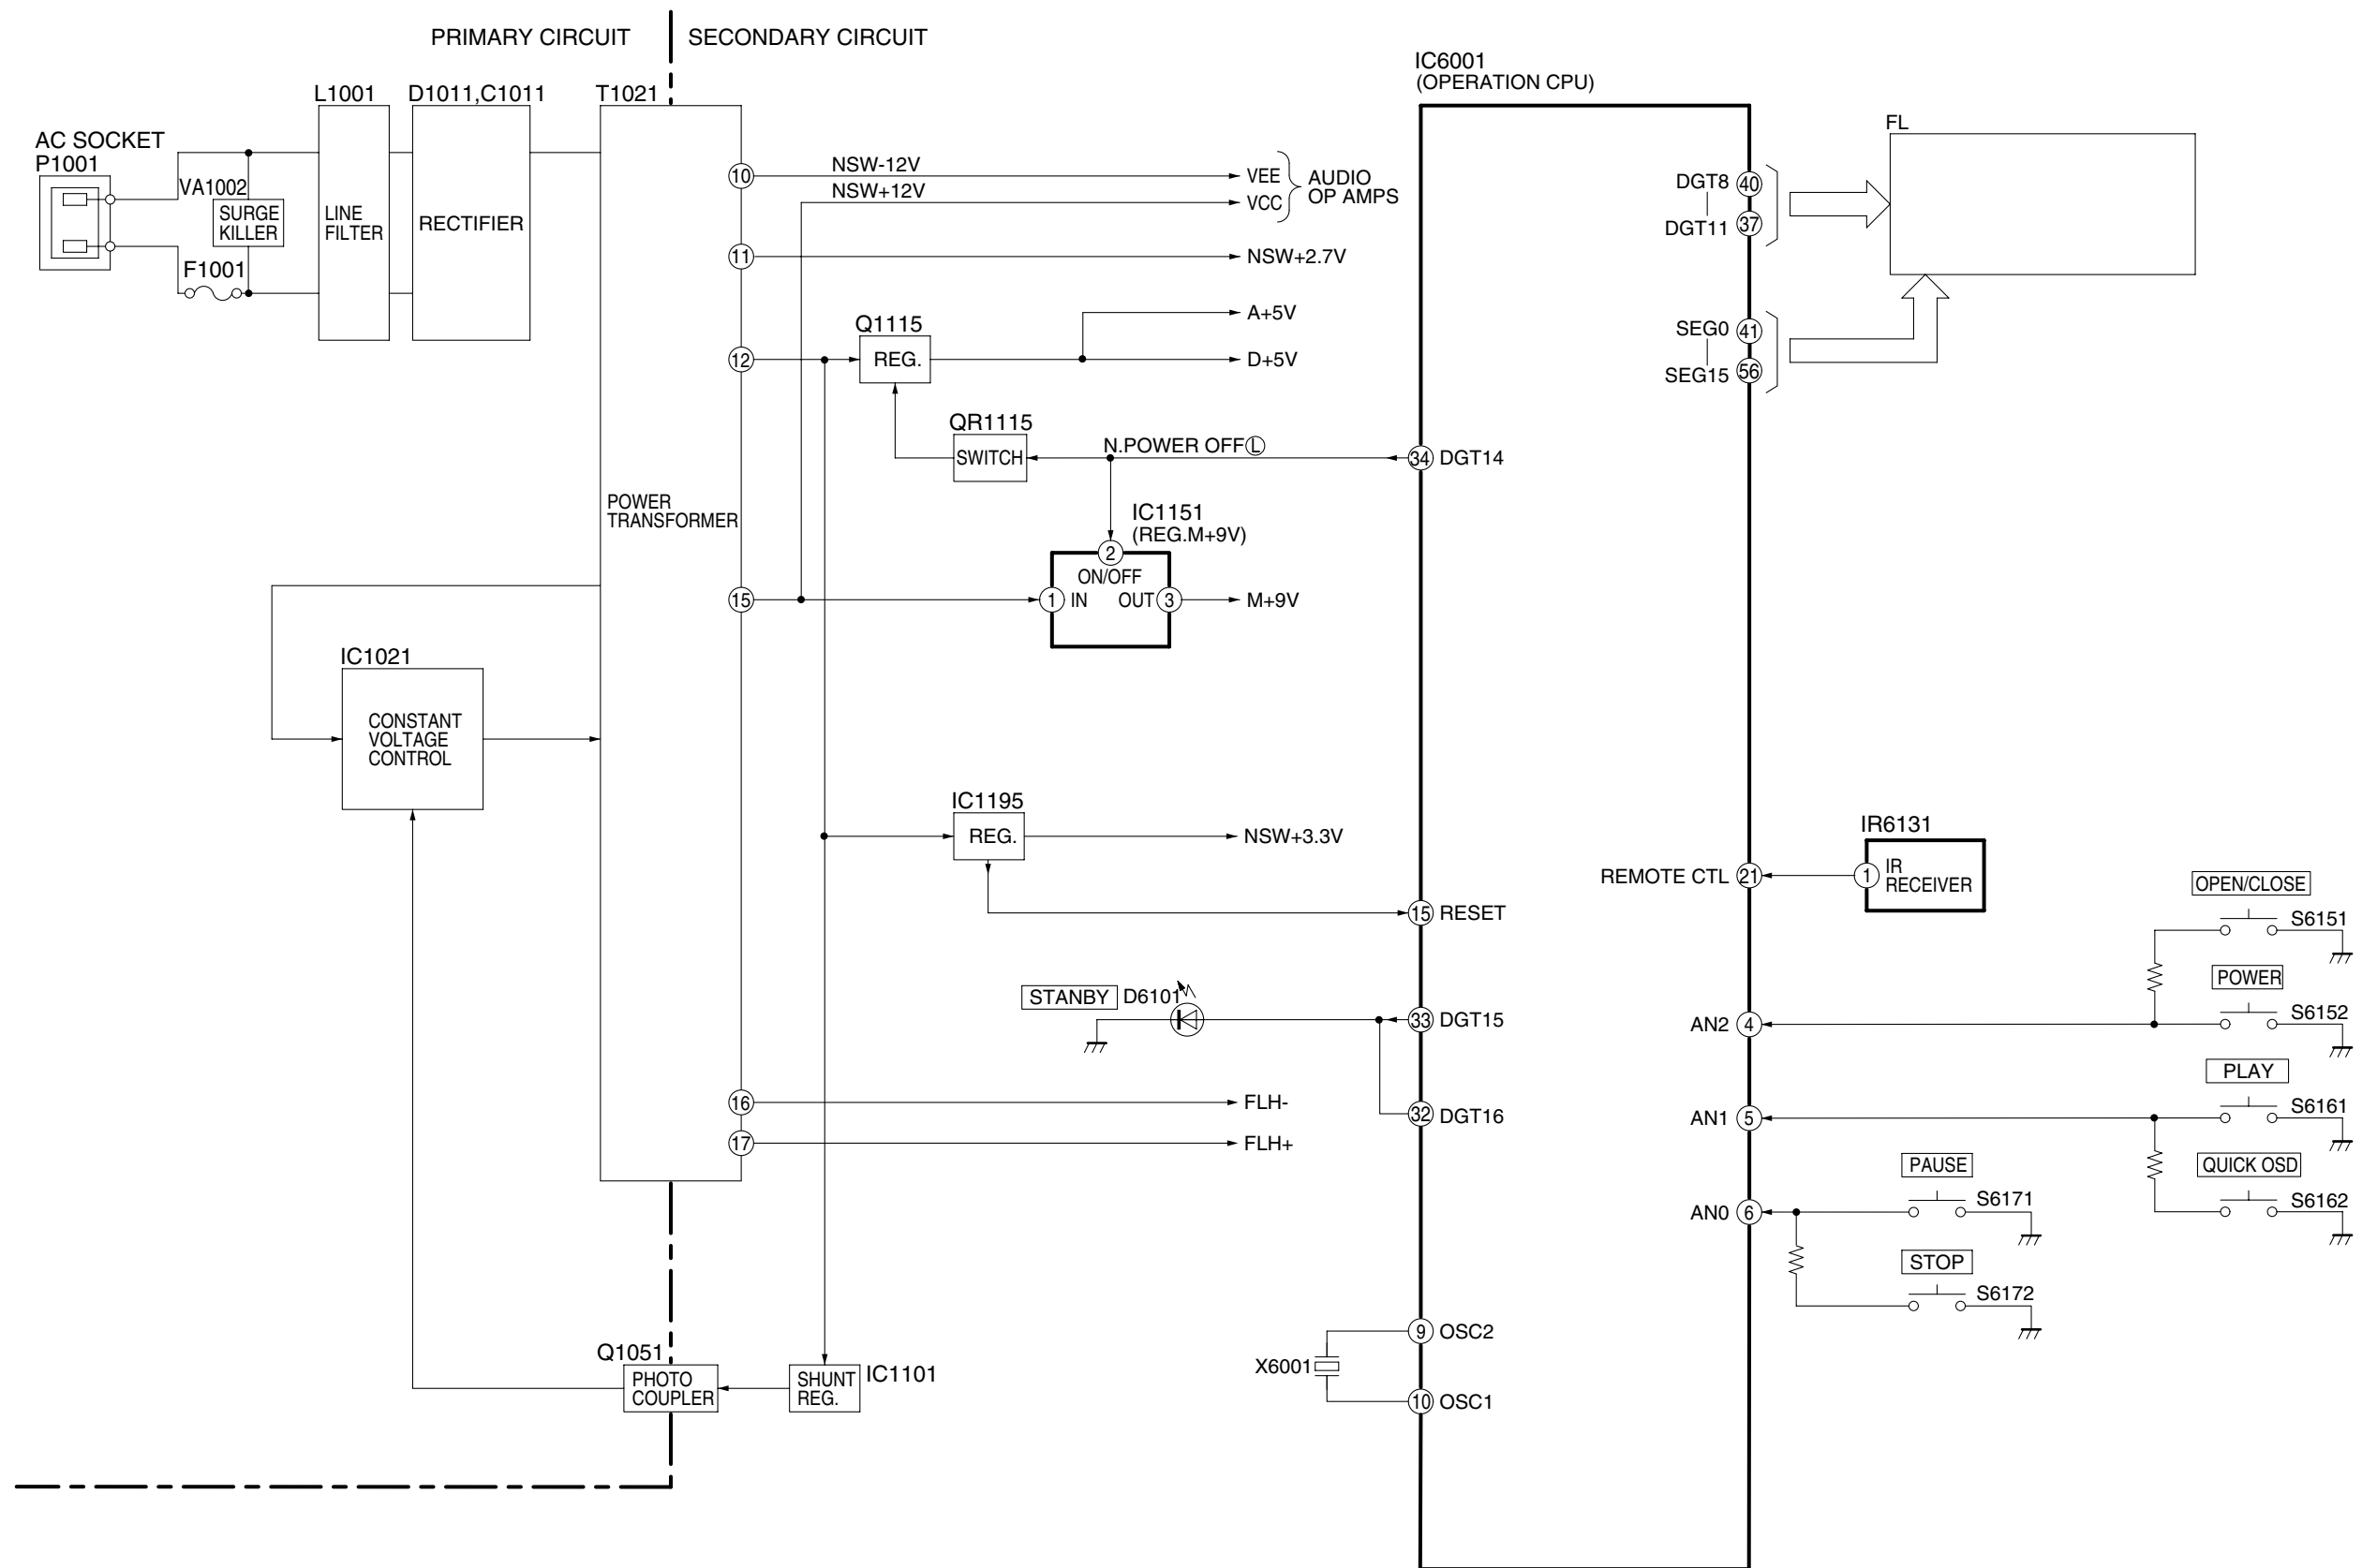 PRIMARY CIRCUIT
SECONDARY CIRCUIT
AC SOCKET
P1001
VA1002
SURGE
KILLER
F1001
L1001
LINE
FILTER
D1011,C1011
RECTIFIER
T1021
POWER
TRANSFORMER
10
11
12
15
16
17
NSW-12V
NSW+12V
VEE
VCC
AUDIO
OP AMPS
NSW+2.7V
A+5V
D+5V
Q1115
REG.
QR1115
SWITCH
N.POWER OFF Ⓛ
IC1151
(REG.M+9V)
2
ON/OFF
1 IN
OUT 3
M+9V
IC1021
CONSTANT
VOLTAGE
CONTROL
IC1195
REG.
NSW+3.3V
STANBY
D6101
FLH-
FLH+
Q1051
PHOTO
COUPLER
SHUNT
REG.
IC1101
X6001
IC6001
(OPERATION CPU)
34 DGT14
15 RESET
33 DGT15
32 DGT16
9 OSC2
10 OSC1
DGT8 40
DGT11 37
SEG0 41
SEG15 56
FL
REMOTE CTL 21
IR6131
1
IR
RECEIVER
AN2 4
AN1 5
AN0 6
OPEN/CLOSE
S6151
POWER
S6152
PLAY
S6161
QUICK OSD
S6162
PAUSE
S6171
STOP
S6172